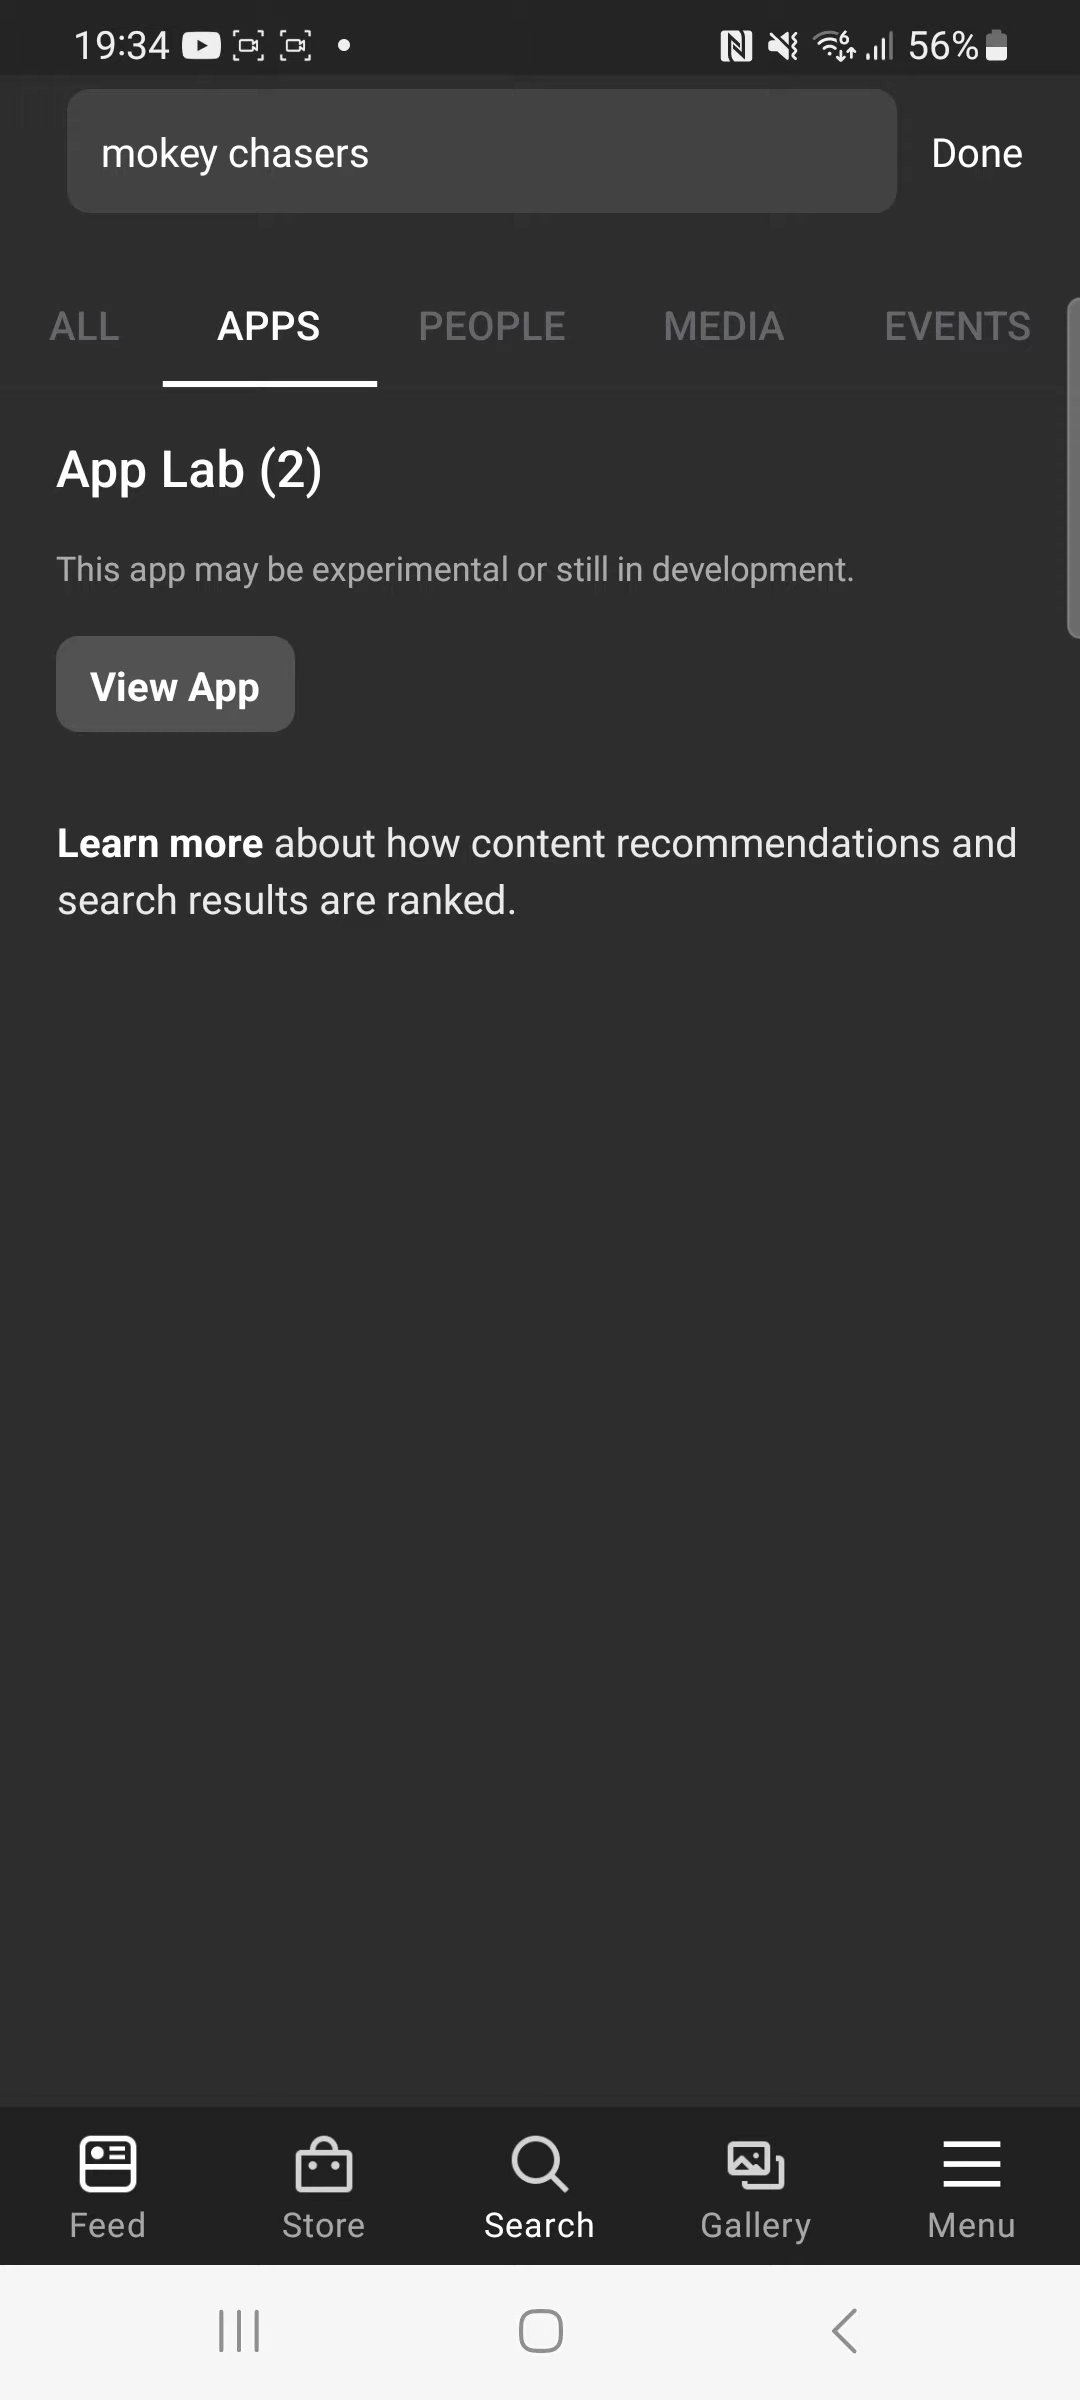 19:34
56%
mokey chasers
Done
ALL
APPS
PEOPLE
MEDIA
EVENTS
App Lab (2)
This app may be experimental or still in development.
View App
Learn more about how content recommendations and
search results are ranked.
Feed
Store
Search
Gallery
Menu